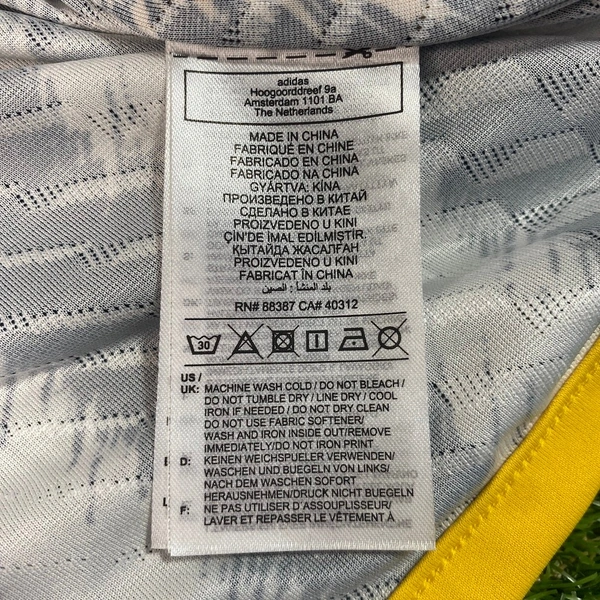 adidas
Hoogoorddreef 9a
Amsterdam 1101 BA
The Netherlands
MADE IN CHINA
FABRIQUÉ EN CHINE
FABRICADO EN CHINA
FABRICADO NA CHINA
GYÁRTVA: KÍNA
ПРОИЗВЕДЕНО В КИТАЙ
СДЕЛАНО В КИТАЕ
PROIZVEDENO U KINI
ÇİN'DE İMAL EDİLMİŞTİR.
ҚЫТАЙДА ЖАСАЛҒАН
PROIZVEDENO U KINI
FABRICAT ÎN CHINA
بلد المنشأ : الصين
RN# 88387 CA# 40312
30
US /
UK: MACHINE WASH COLD / DO NOT BLEACH /
DO NOT TUMBLE DRY / LINE DRY / COOL
IRON IF NEEDED / DO NOT DRY CLEAN
DO NOT USE FABRIC SOFTENER/
WASH AND IRON INSIDE OUT/REMOVE
IMMEDIATELY/DO NOT IRON PRINT
D: KEINEN WEICHSPUELER VERWENDEN/
WASCHEN UND BUEGELN VON LINKS/
NACH DEM WASCHEN SOFORT
HERAUSNEHMEN/DRUCK NICHT BUEGELN
F: NE PAS UTILISER D'ASSOUPLISEUR/
LAVER ET REPASSER LE VÊTEMENT À